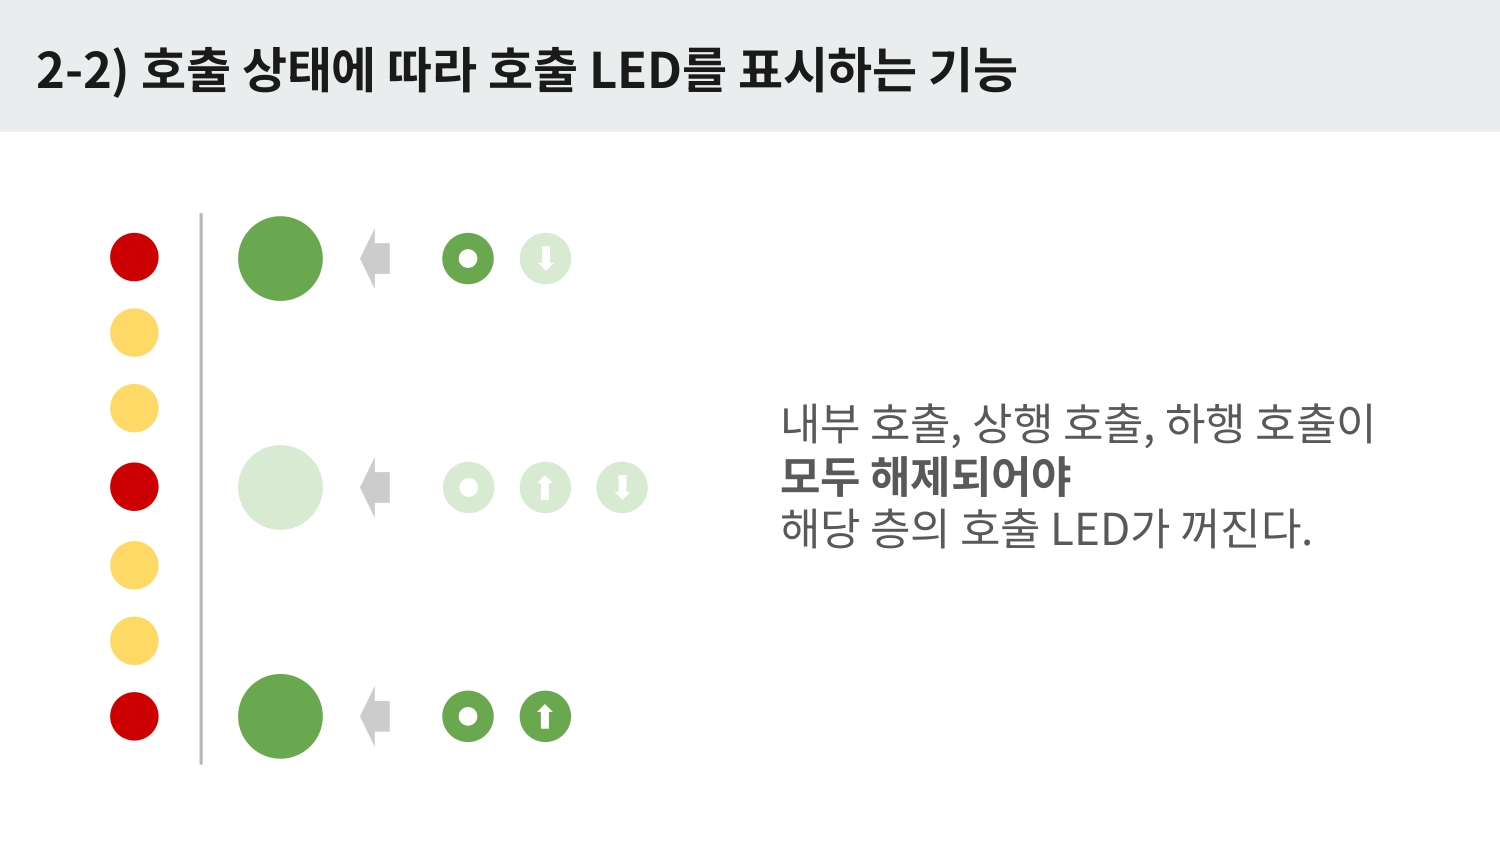 2-2) 호출 상태에 따라 호출 LED를 표시하는 기능
내부 호출, 상행 호출, 하행 호출이
모두 해제되어야
해당 층의 호출 LED가 꺼진다.